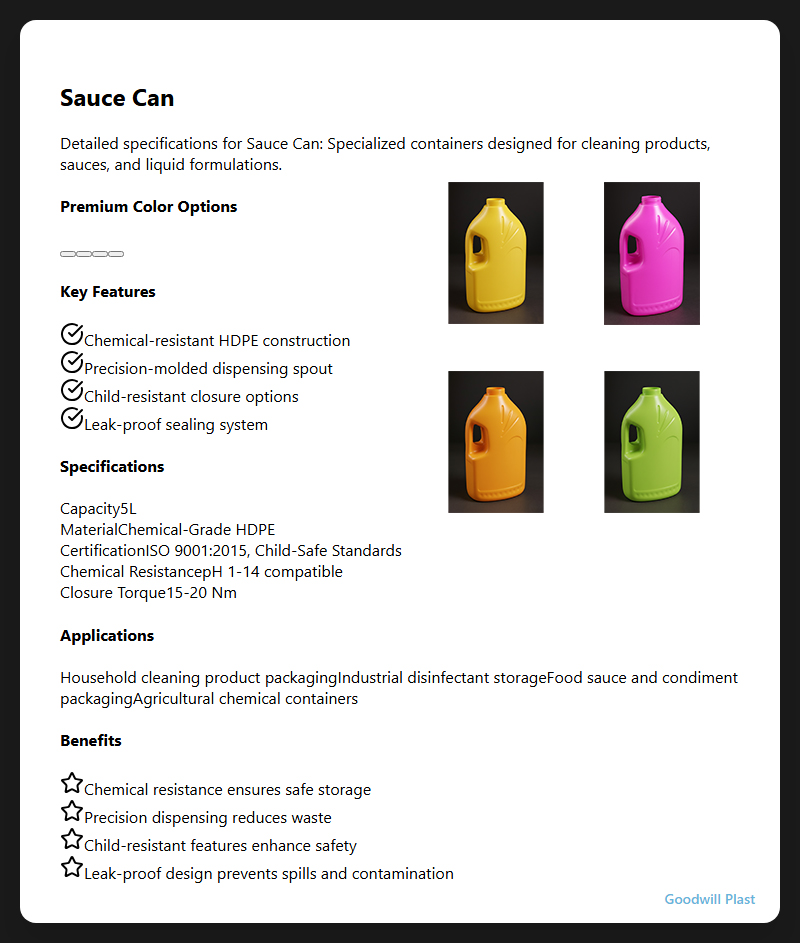 Sauce Can
Detailed specifications for Sauce Can: Specialized containers designed for cleaning products,
sauces, and liquid formulations.
Premium Color Options
Key Features
Chemical-resistant HDPE construction
Precision-molded dispensing spout
Child-resistant closure options
Leak-proof sealing system
Specifications
Capacity5L
MaterialChemical-Grade HDPE
CertificationISO 9001:2015, Child-Safe Standards
Chemical ResistancepH 1-14 compatible
Closure Torque15-20 Nm
Applications
Household cleaning product packagingIndustrial disinfectant storageFood sauce and condiment
packagingAgricultural chemical containers
Benefits
Chemical resistance ensures safe storage
Precision dispensing reduces waste
Child-resistant features enhance safety
Leak-proof design prevents spills and contamination
Goodwill Plast